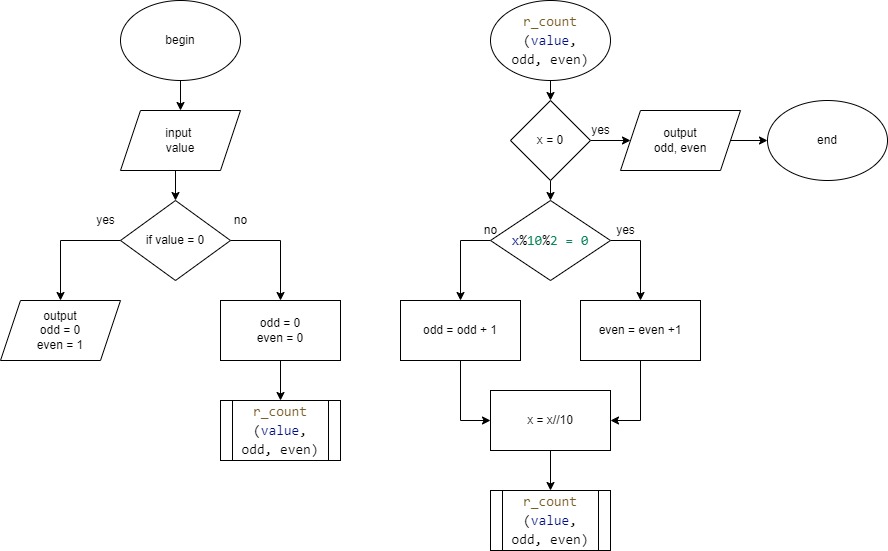 begin
input
value
yes
no
if value = 0
output
odd = 0
even = 1
odd = 0
even = 0
r_count
(value,
odd, even)
r_count
(value,
odd, even)
x = 0
yes
output
odd, even
end
no
yes
x%10%2 = 0
odd = odd + 1
even = even +1
x = x//10
r_count
(value,
odd, even)